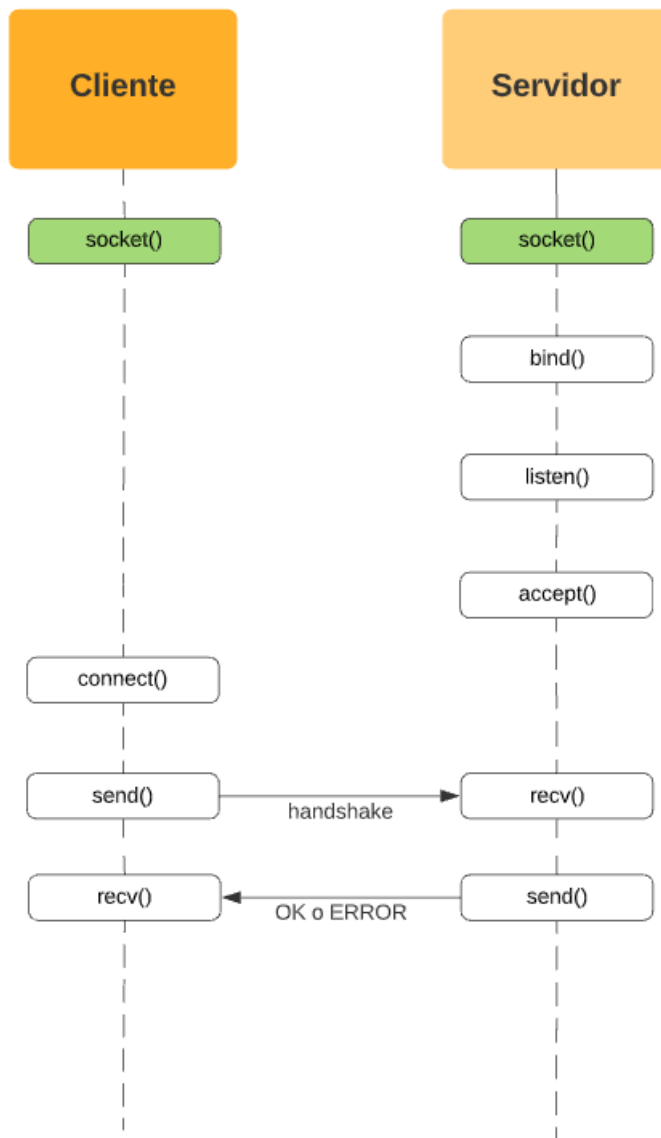 Cliente
Servidor
socket()
socket()
bind()
listen()
accept()
connect()
send()
handshake
recv()
recv()
OK o ERROR
send()